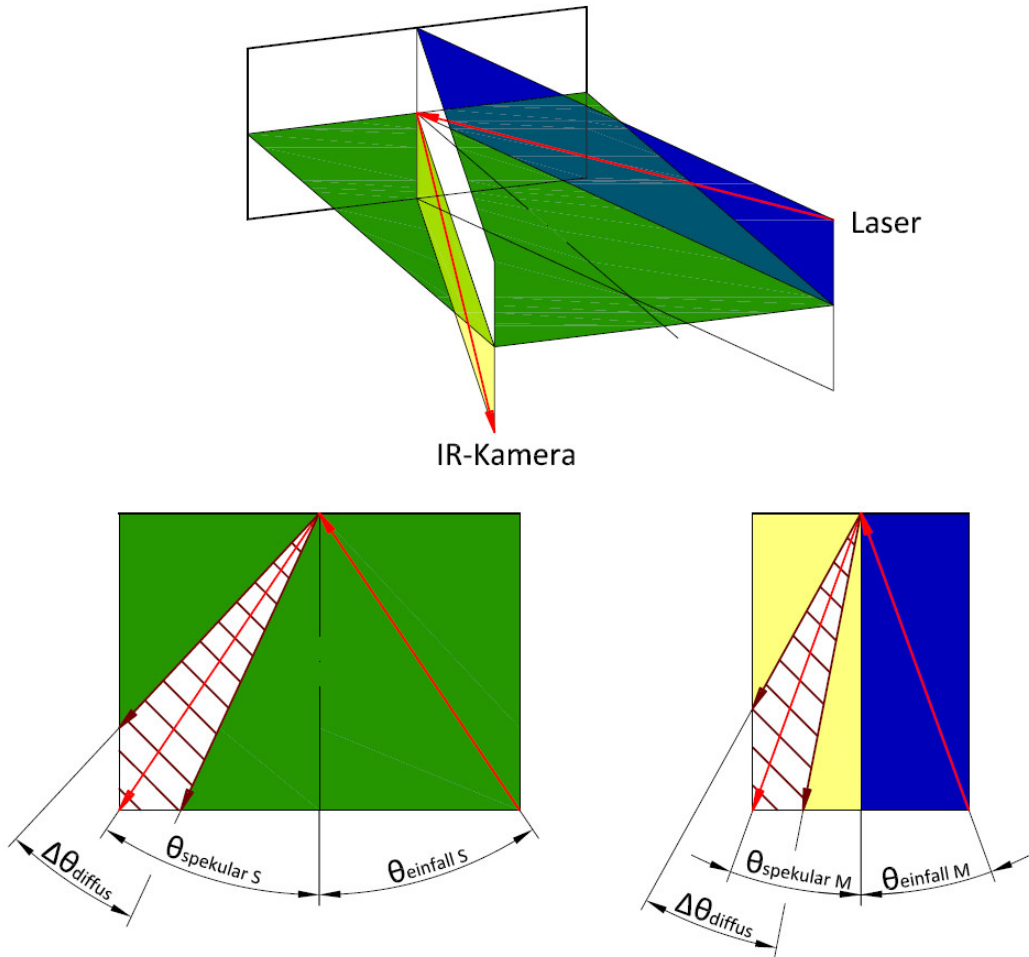 Laser
IR-Kamera
θspekular S
θeinfall S
Δθdiffus
θspekular M
θeinfall M
Δθdiffus